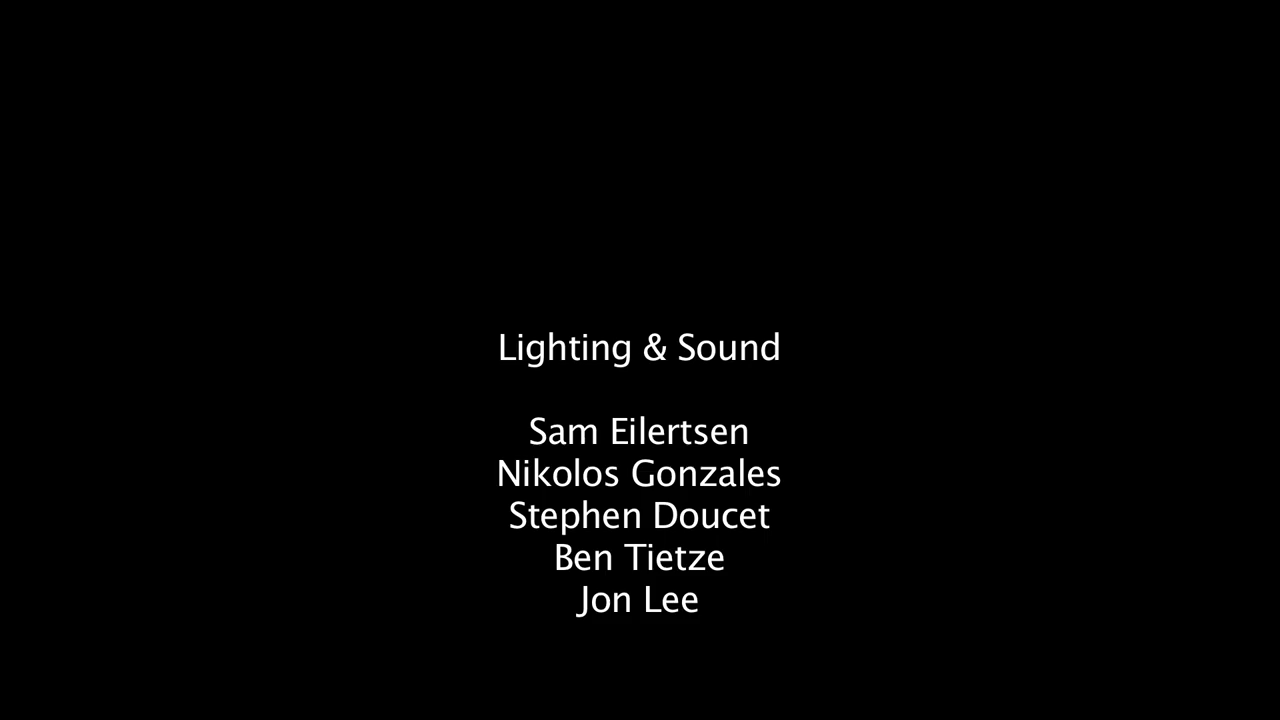 Lighting & Sound
Sam Eilertsen
Nikolos Gonzales
Stephen Doucet
Ben Tietze
Jon Lee